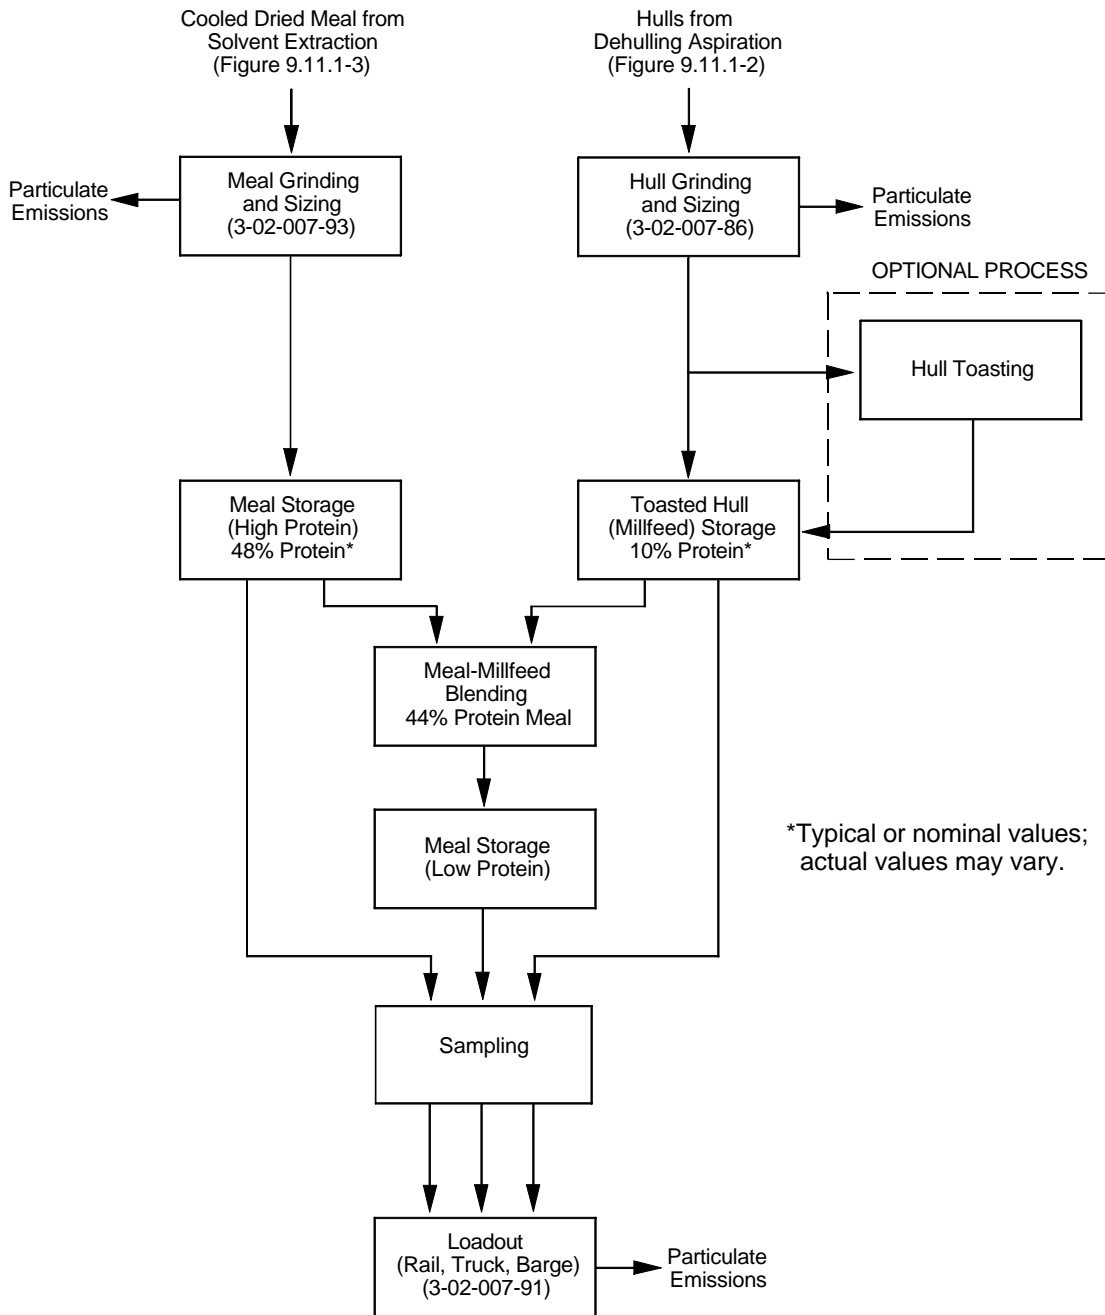 Cooled Dried Meal from
Solvent Extraction
(Figure 9.11.1-3)
Hulls from
Dehulling Aspiration
(Figure 9.11.1-2)
Particulate
Emissions
Meal Grinding
and Sizing
(3-02-007-93)
Hull Grinding
and Sizing
(3-02-007-86)
Particulate
Emissions
OPTIONAL PROCESS
Hull Toasting
Meal Storage
(High Protein)
48% Protein*
Toasted Hull
(Millfeed) Storage
10% Protein*
Meal-Millfeed
Blending
44% Protein Meal
Meal Storage
(Low Protein)
*Typical or nominal values;
actual values may vary.
Sampling
Loadout
(Rail, Truck, Barge)
(3-02-007-91)
Particulate
Emissions